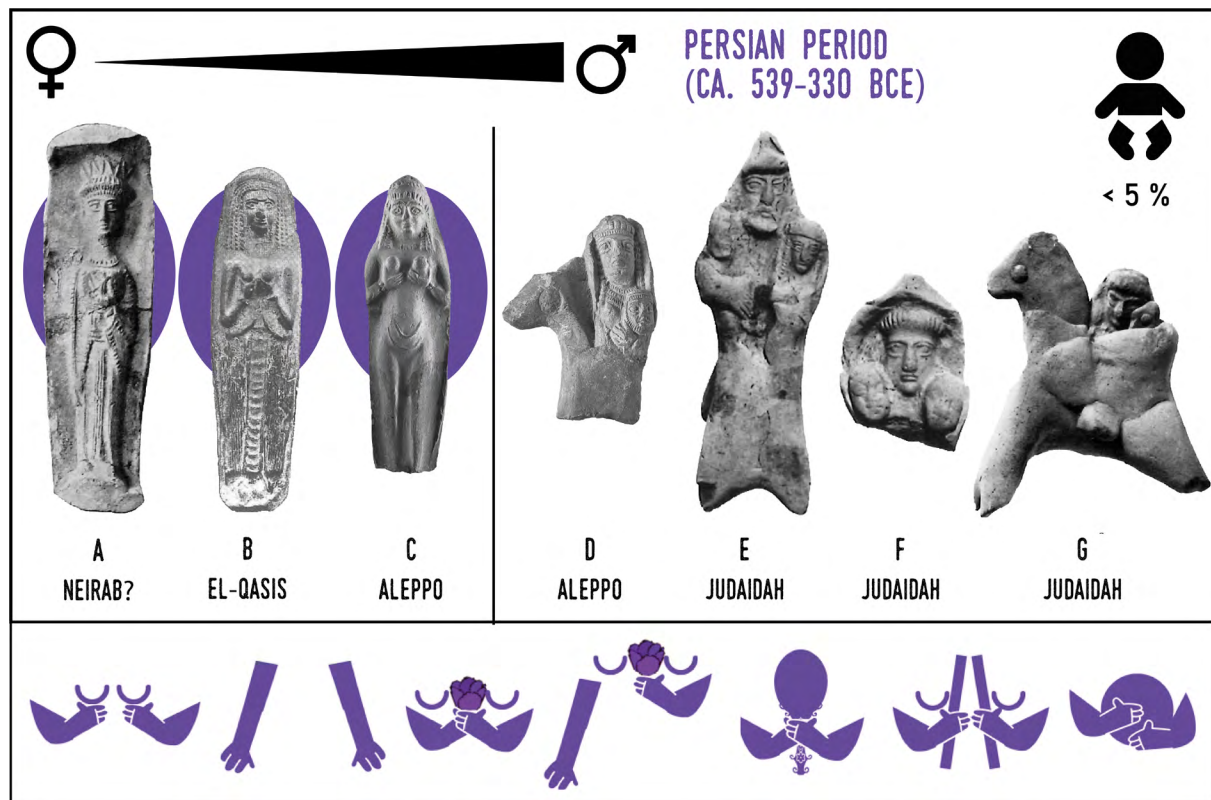 PERSIAN PERIOD
(CA. 539-330 BCE)
< 5 %
A
NEIRAB?
B
EL-QASIS
C
ALEPPO
D
ALEPPO
E
JUDAIDAH
F
JUDAIDAH
G
JUDAIDAH